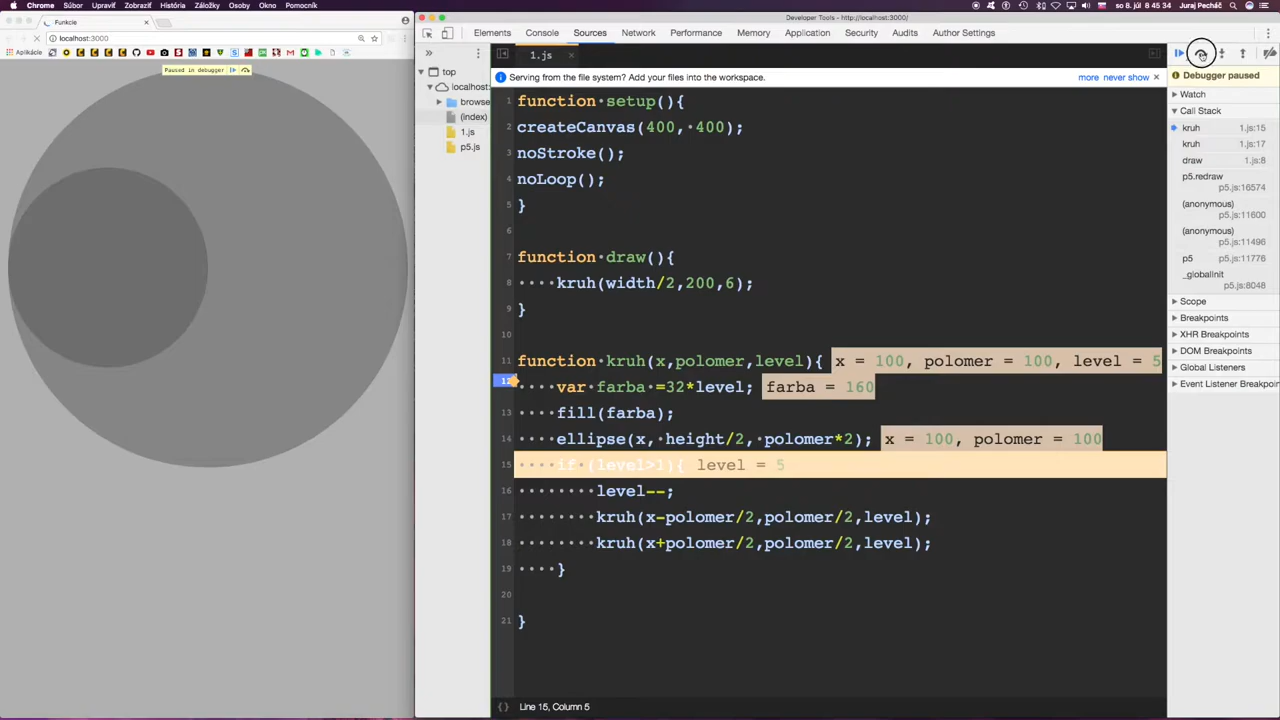 Chrome Súbor Upraviť Zobraziť História Záložky Osoby Okno Pomocník
so 8. júl 8 45 34 Juraj Pecháč
Funkcie
localhost:3000
Aplikácie
Paused in debugger
Developer Tools - http://localhost:3000/
Elements Console Sources Network Performance Memory Application Security Audits Author Settings
1.js ×
Serving from the file system? Add your files into the workspace. more never show ×
top
localhost:
browse
(index)
1.js
p5.js
1 function setup(){
2 createCanvas(400, 400);
3 noStroke();
4 noLoop();
5 }
6
7 function draw(){
8 kruh(width/2,200,6);
9 }
10
11 function kruh(x,polomer,level){ x = 100, polomer = 100, level = 5
12 var farba =32*level; farba = 160
13 fill(farba);
14 ellipse(x, height/2, polomer*2); x = 100, polomer = 100
15 if (level>1){ level = 5
16 level--;
17 kruh(x-polomer/2,polomer/2,level);
18 kruh(x+polomer/2,polomer/2,level);
19 }
20
21 }
{} Line 15, Column 5
Debugger paused
Watch
Call Stack
kruh 1.js:15
kruh 1.js:17
draw 1.js:8
p5.redraw
p5.js:16574
(anonymous)
p5.js:11600
(anonymous)
p5.js:11496
p5 p5.js:11776
_globalInit
p5.js:8048
Scope
Breakpoints
XHR Breakpoints
DOM Breakpoints
Global Listeners
Event Listener Breakpoin